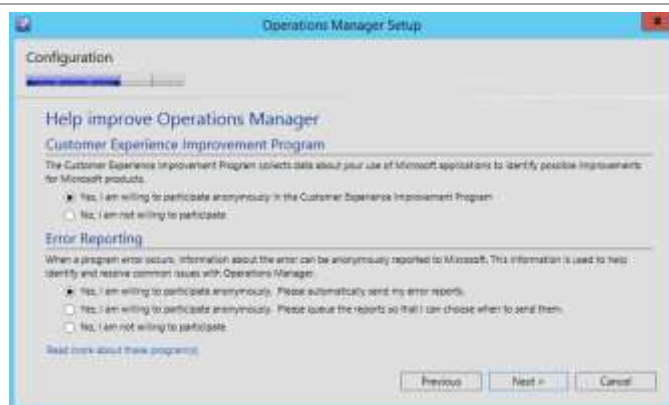 Operations Manager Setup
Configuration
Help improve Operations Manager
Customer Experience Improvement Program
The Customer Experience Improvement Program collects data about your use of Microsoft applications to identify possible improvements
for Microsoft products.
Yes, I am willing to participate anonymously in the Customer Experience Improvement Program
No, I am not willing to participate
Error Reporting
When a program error occurs, information about the error can be anonymously reported to Microsoft. This information is used to help
identify and resolve common issues with Operations Manager.
Yes, I am willing to participate anonymously. Please automatically send my error reports.
Yes, I am willing to participate anonymously. Please queue the reports so that I can choose when to send them.
No, I am not willing to participate
Read more about these program(s)
Previous
Next >
Cancel